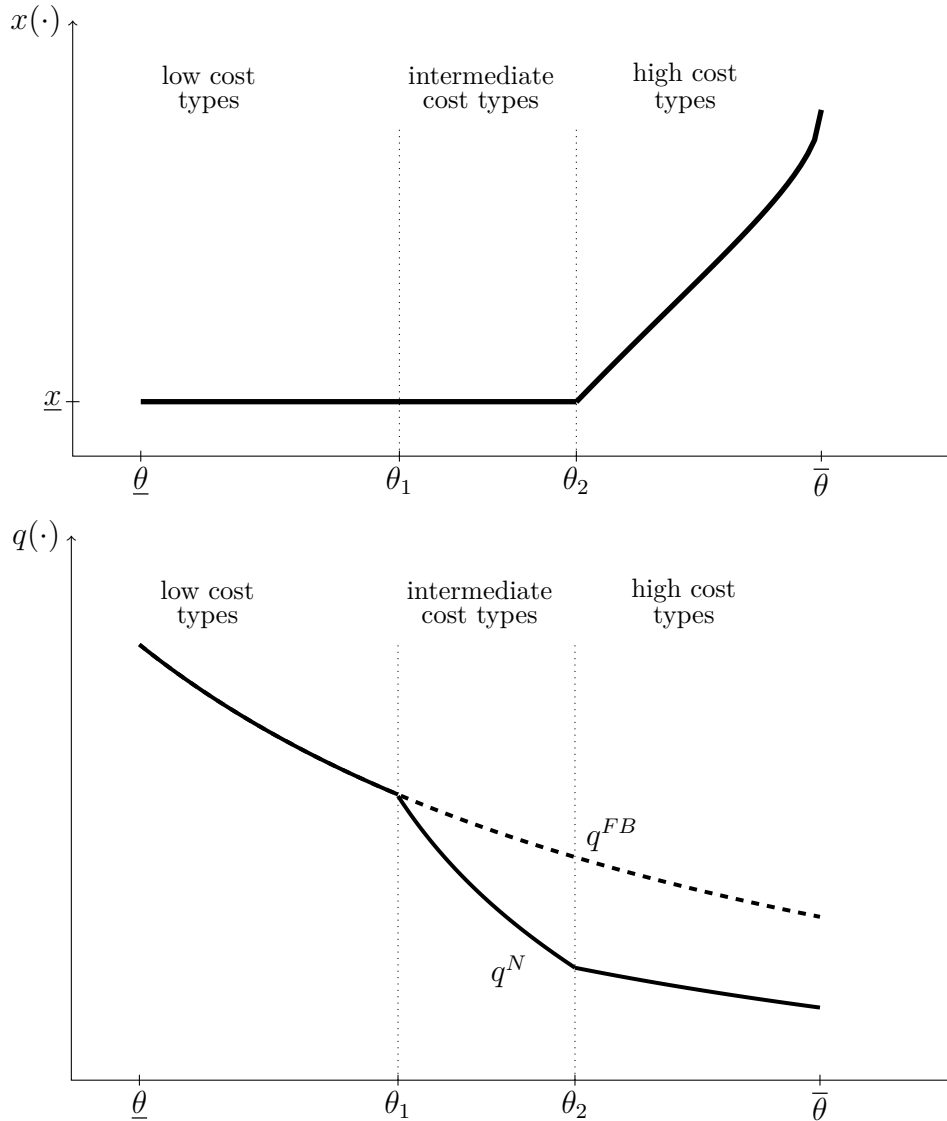 x(·)
low cost
types
intermediate
cost types
high cost
types
x̲
θ̲
θ₁
θ₂
θ̅
q(·)
low cost
types
intermediate
cost types
high cost
types
q^{FB}
q^N
θ̲
θ₁
θ₂
θ̅